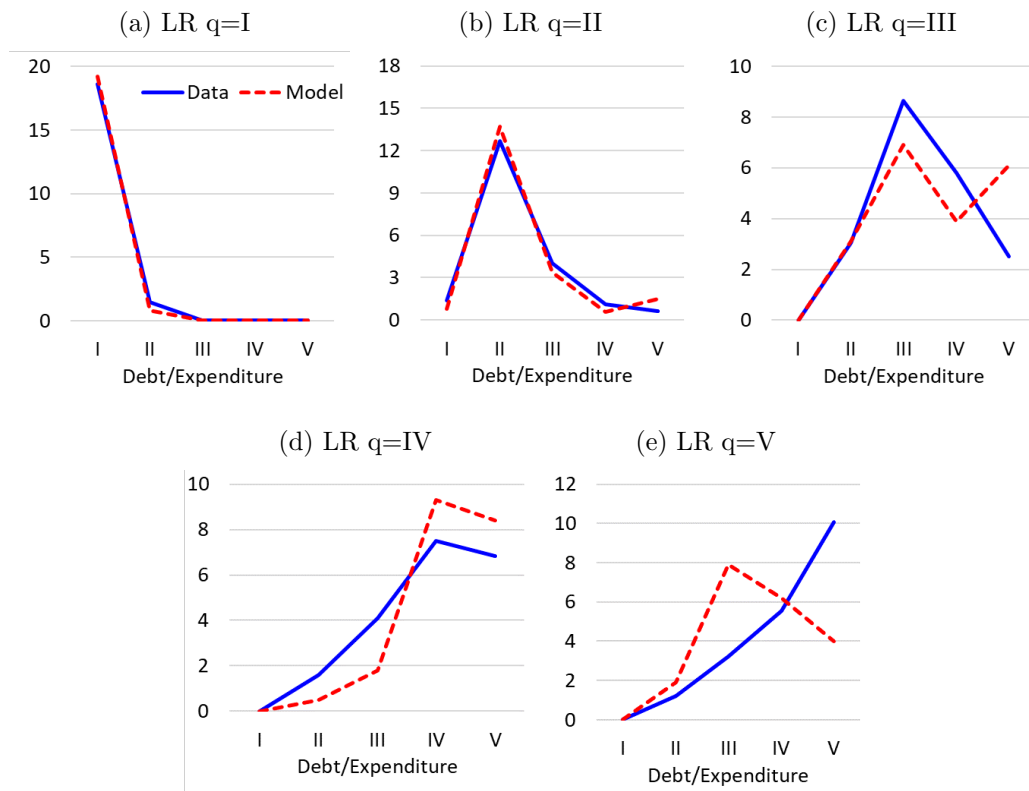 (a) LR q=I
20
15
10
5
0
Data
Model
I II III IV V
Debt/Expenditure
(b) LR q=II
18
15
12
9
6
3
0
I II III IV V
Debt/Expenditure
(c) LR q=III
10
8
6
4
2
0
I II III IV V
Debt/Expenditure
(d) LR q=IV
10
8
6
4
2
0
I II III IV V
Debt/Expenditure
(e) LR q=V
12
10
8
6
4
2
0
I II III IV V
Debt/Expenditure